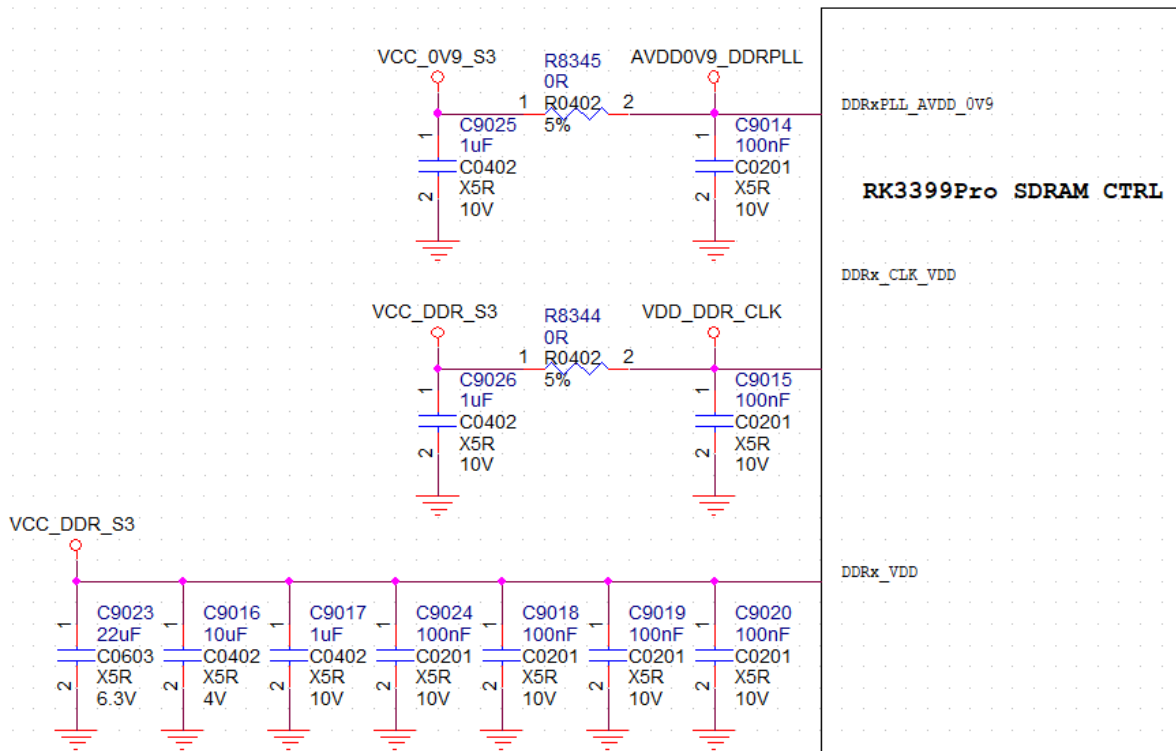 VCC_0V9_S3
R8345
0R
AVDD0V9_DDRPLL
1 R0402 2
5%
DDRxPLL_AVDD_0V9
1
C9025
1uF
C0402
2
X5R
10V
1
C9014
100nF
C0201
2
X5R
10V
RK3399Pro SDRAM CTRL
DDRx_CLK_VDD
VCC_DDR_S3
R8344
0R
VDD_DDR_CLK
1 R0402 2
5%
1
C9026
1uF
C0402
2
X5R
10V
1
C9015
100nF
C0201
2
X5R
10V
VCC_DDR_S3
DDRx_VDD
1
C9023
22uF
C0603
2
X5R
6.3V
1
C9016
10uF
C0402
2
X5R
4V
1
C9017
1uF
C0402
2
X5R
10V
1
C9024
100nF
C0201
2
X5R
10V
1
C9018
100nF
C0201
2
X5R
10V
1
C9019
100nF
C0201
2
X5R
10V
1
C9020
100nF
C0201
2
X5R
10V